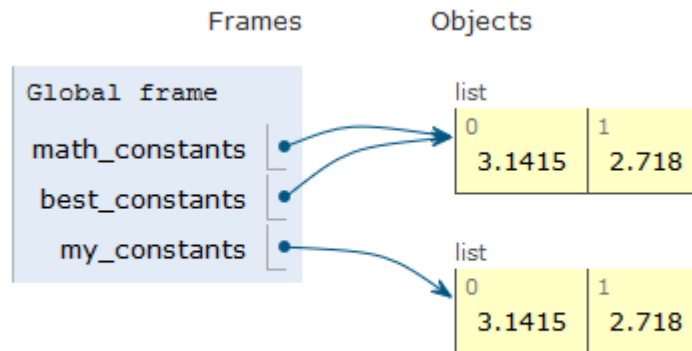 Frames Objects
Global frame
math_constants
best_constants
my_constants
list
0 1
3.1415 2.718
list
0 1
3.1415 2.718